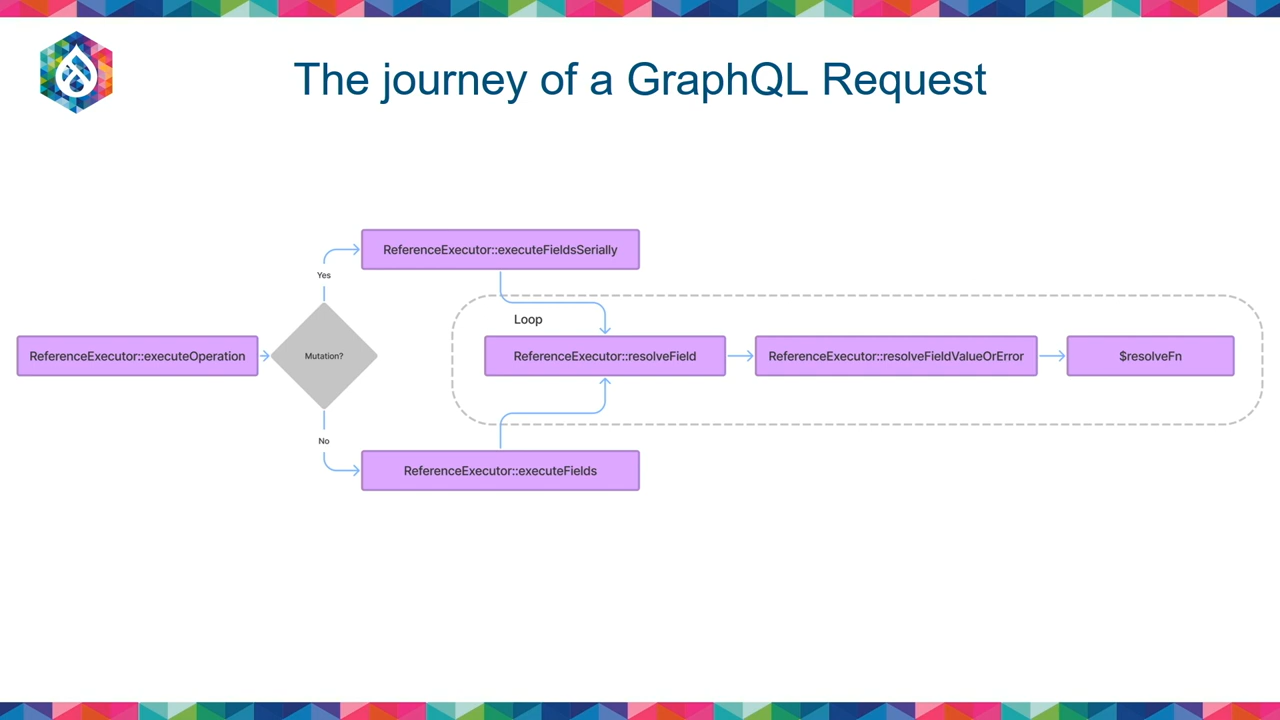 The journey of a GraphQL Request
ReferenceExecutor::executeFieldsSerially
Yes
Loop
ReferenceExecutor::executeOperation
Mutation?
ReferenceExecutor::resolveField
ReferenceExecutor::resolveFieldValueOrError
$resolveFn
No
ReferenceExecutor::executeFields